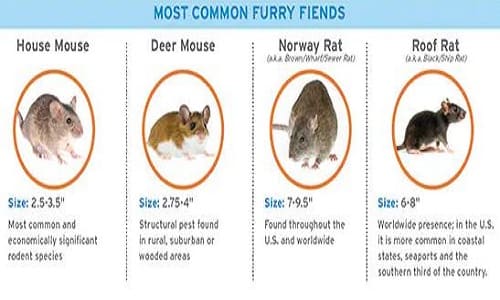 MOST COMMON FURRY FIENDS
House Mouse
Size: 2.5-3.5"
Most common and
economically significant
rodent species
Deer Mouse
Size: 2.75-4"
Structural pest found
in rural, suburban or
wooded areas
Norway Rat
(a.k.a. Brown/Wharf/Sewer Rat)
Size: 7-9.5"
Found throughout the
U.S. and worldwide
Roof Rat
(a.k.a. Black/Ship Rat)
Size: 6-8"
Worldwide presence; in the U.S.
it is more common in coastal
states, seaports and the
southern third of the country.